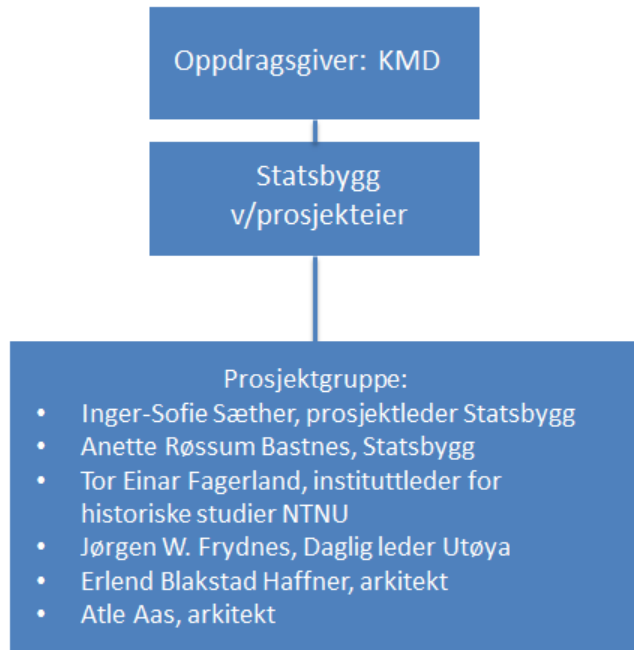 Oppdragsgiver: KMD
Statsbygg
v/prosjekteier
Prosjektgruppe:
• Inger-Sofie Sæther, prosjektleder Statsbygg
• Anette Røssum Bastnes, Statsbygg
• Tor Einar Fagerland, instituttleder for
historiske studier NTNU
• Jørgen W. Frydnes, Daglig leder Utøya
• Erlend Blakstad Haffner, arkitekt
• Atle Aas, arkitekt